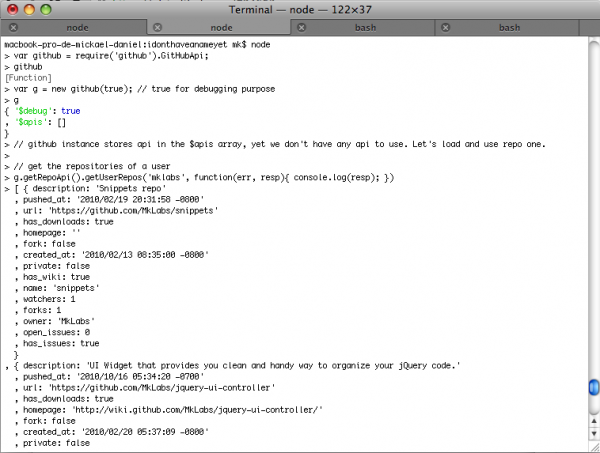 Terminal — node — 122×37
node
node
bash
bash
macbook-pro-de-mickael-daniel:idonthaveanameyet mk$ node
> var github = require('github').GitHubApi;
> github
[Function]
> var g = new github(true); // true for debugging purpose
> g
{ '$debug': true
, '$apis': []
}
> // github instance stores api in the $apis array, yet we don't have any api to use. Let's load and use repo one.
>
> // get the repositories of a user
> g.getRepoApi().getUserRepos('mklabs', function(err, resp){ console.log(resp); })
> [ { description: 'Snippets repo'
, pushed_at: '2010/02/19 20:31:58 -0800'
, url: 'https://github.com/MkLabs/snippets'
, has_downloads: true
, homepage: ''
, fork: false
, created_at: '2010/02/13 08:35:00 -0800'
, private: false
, has_wiki: true
, name: 'snippets'
, watchers: 1
, forks: 1
, owner: 'MkLabs'
, open_issues: 0
, has_issues: true
}
, { description: 'UI Widget that provides you clean and handy way to organize your jQuery code.'
, pushed_at: '2010/10/16 05:34:20 -0700'
, url: 'https://github.com/MkLabs/jquery-ui-controller'
, has_downloads: true
, homepage: 'http://wiki.github.com/MkLabs/jquery-ui-controller/'
, fork: false
, created_at: '2010/02/20 05:37:09 -0800'
, private: false